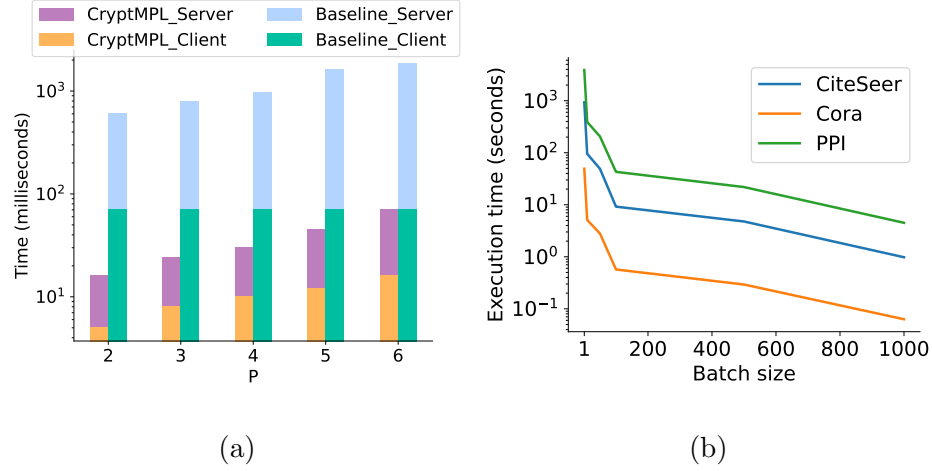 CryptMPL_Server Baseline_Server
CryptMPL_Client Baseline_Client
Time (milliseconds)
10³
10²
10¹
2 3 4 5 6
P
(a)
Execution time (seconds)
10³
10²
10¹
10⁰
10⁻¹
CiteSeer
Cora
PPI
1 200 400 600 800 1000
Batch size
(b)